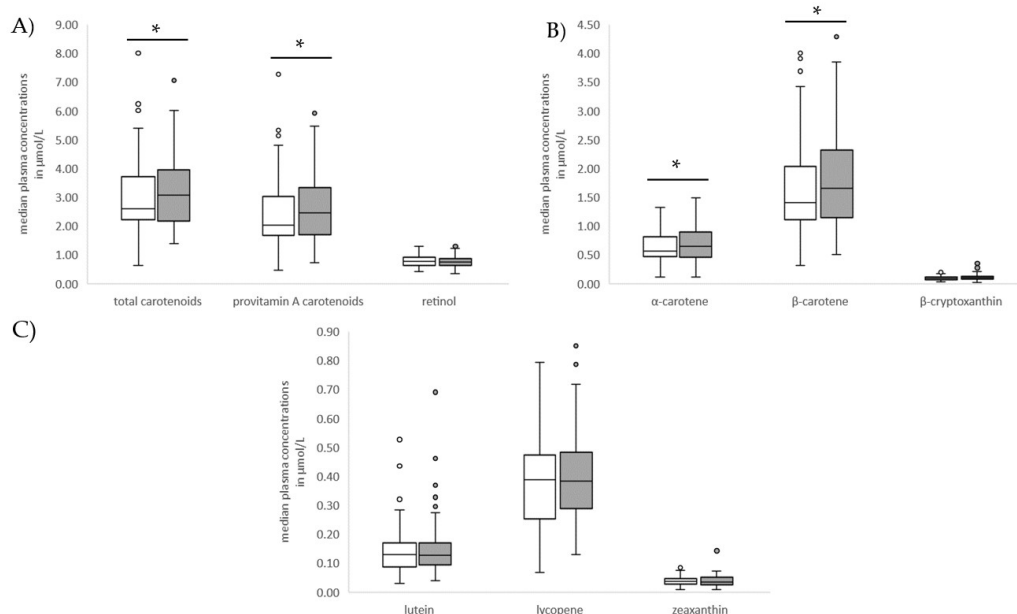 A)
median plasma concentrations
in µmol/L
9.00
8.00
7.00
6.00
5.00
4.00
3.00
2.00
1.00
0.00
*
*
total carotenoids
provitamin A carotenoids
retinol
B)
median plasma concentrations
in µmol/L
4.50
4.00
3.50
3.00
2.50
2.00
1.50
1.00
0.50
0.00
*
*
α-carotene
β-carotene
β-cryptoxanthin
C)
median plasma concentrations
in µmol/L
0.90
0.80
0.70
0.60
0.50
0.40
0.30
0.20
0.10
0.00
lutein
lycopene
zeaxanthin